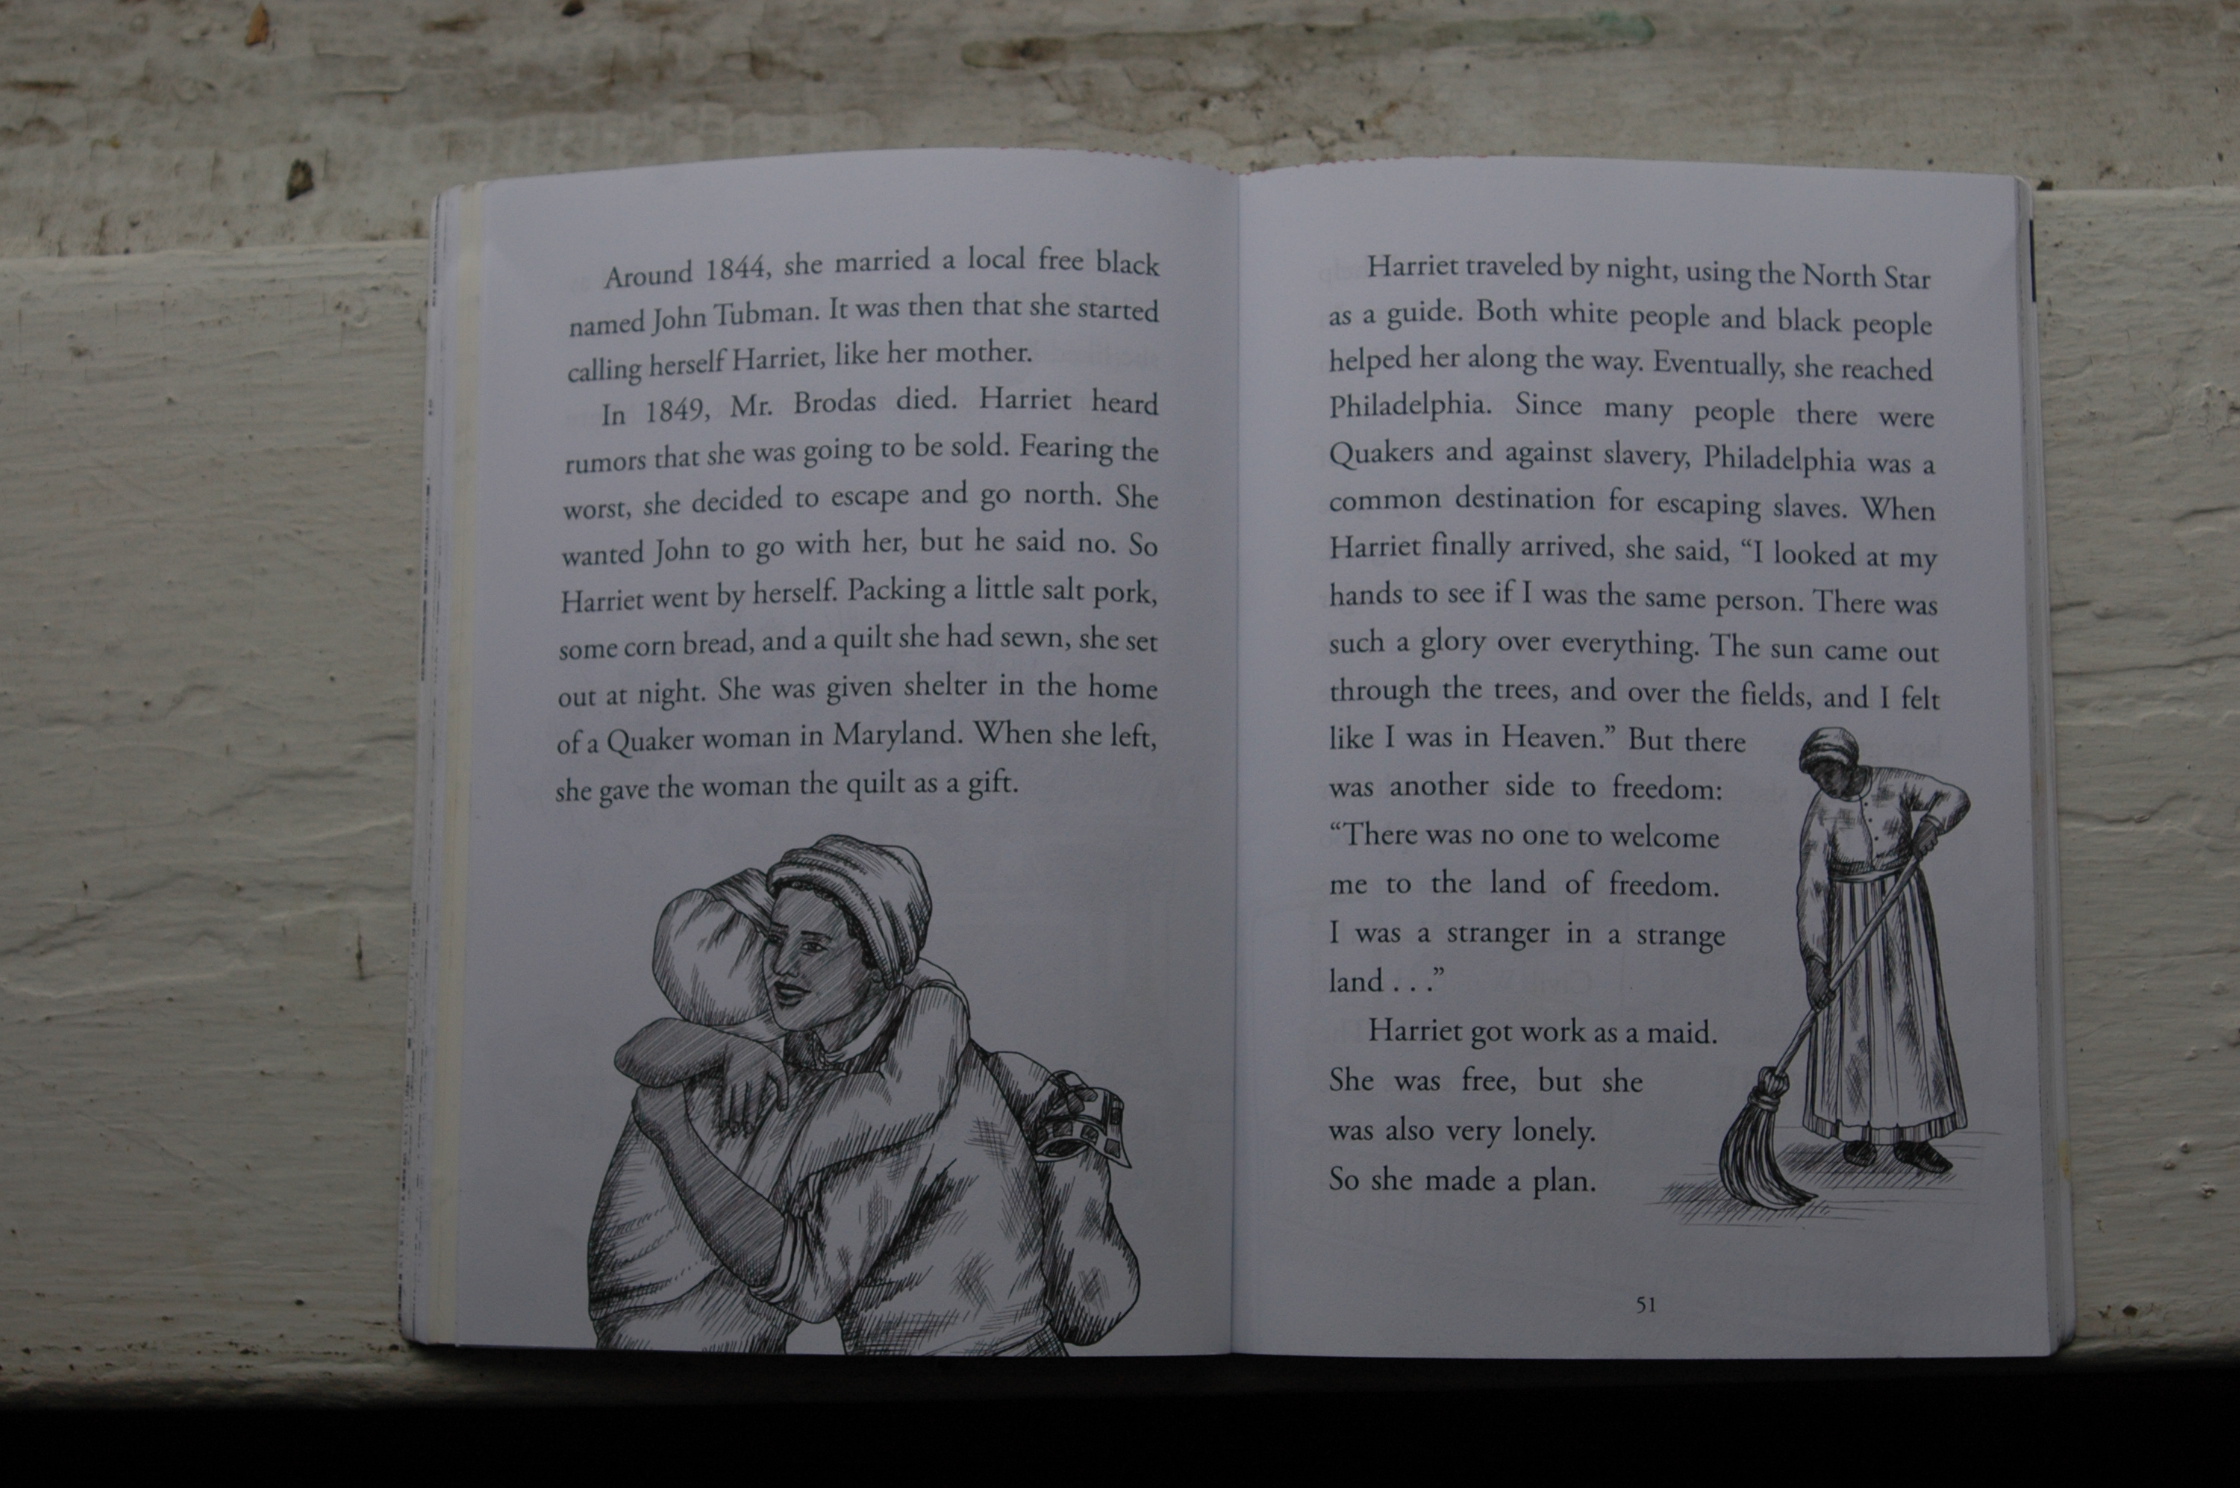 Around 1844, she married a local free black
named John Tubman. It was then that she started
calling herself Harriet, like her mother.
In 1849, Mr. Brodas died. Harriet heard
rumors that she was going to be sold. Fearing the
worst, she decided to escape and go north. She
wanted John to go with her, but he said no. So
Harriet went by herself. Packing a little salt pork,
some corn bread, and a quilt she had sewn, she set
out at night. She was given shelter in the home
of a Quaker woman in Maryland. When she left,
she gave the woman the quilt as a gift.
Harriet traveled by night, using the North Star
as a guide. Both white people and black people
helped her along the way. Eventually, she reached
Philadelphia. Since many people there were
Quakers and against slavery, Philadelphia was a
common destination for escaping slaves. When
Harriet finally arrived, she said, “I looked at my
hands to see if I was the same person. There was
such a glory over everything. The sun came out
through the trees, and over the fields, and I felt
like I was in Heaven.” But there
was another side to freedom:
“There was no one to welcome
me to the land of freedom.
I was a stranger in a strange
land . . .”
Harriet got work as a maid.
She was free, but she
was also very lonely.
So she made a plan.
51